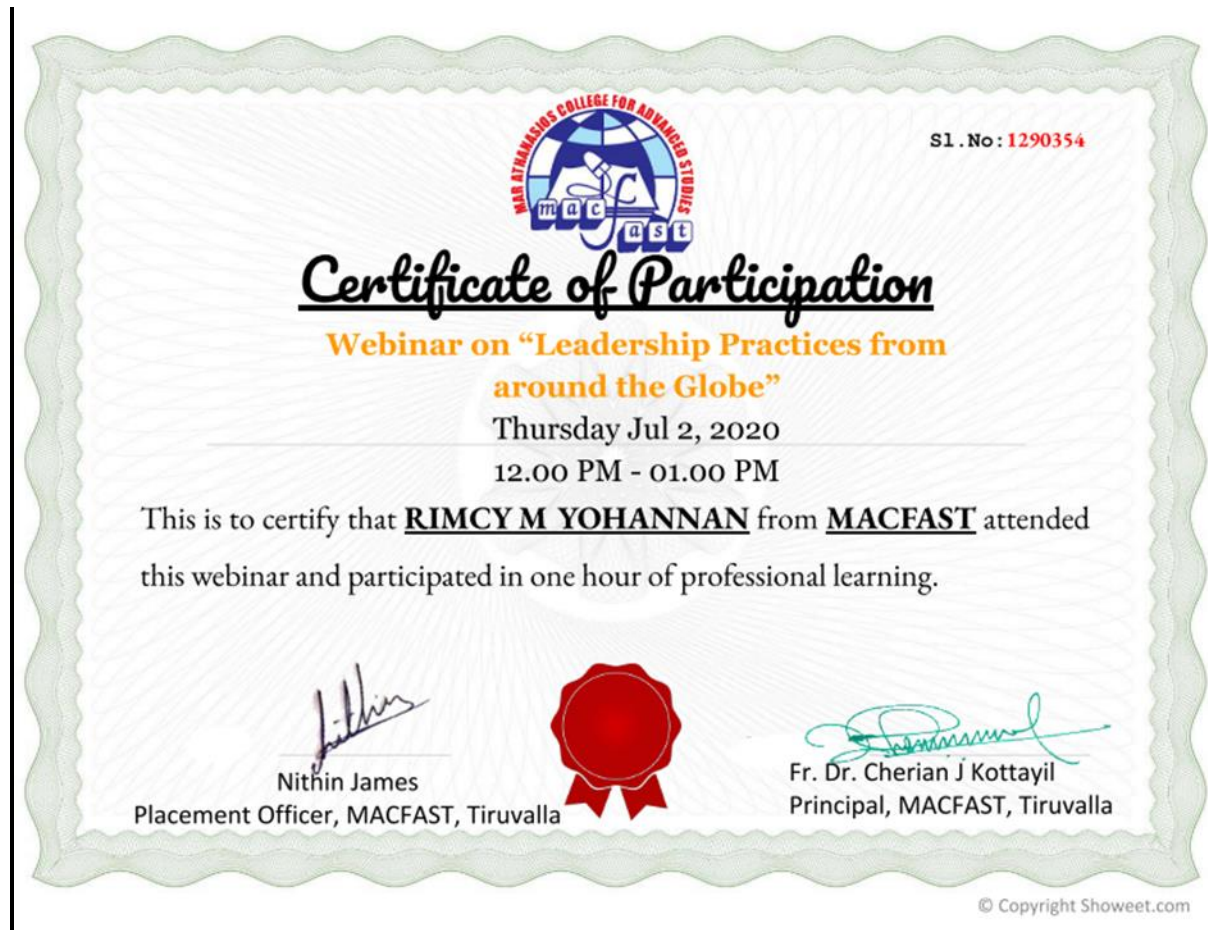 MAR ATHANASIOS COLLEGE FOR ADVANCED STUDIES
Sl.No:1290354
mac
fast
Certificate of Participation
Webinar on “Leadership Practices from
around the Globe”
Thursday Jul 2, 2020
12.00 PM - 01.00 PM
This is to certify that RIMCY M YOHANNAN from MACFAST attended
this webinar and participated in one hour of professional learning.
Nithin
Nithin James
Placement Officer, MACFAST, Tiruvalla
Fr. Dr. Cherian J Kottayil
Principal, MACFAST, Tiruvalla
© Copyright Showeet.com